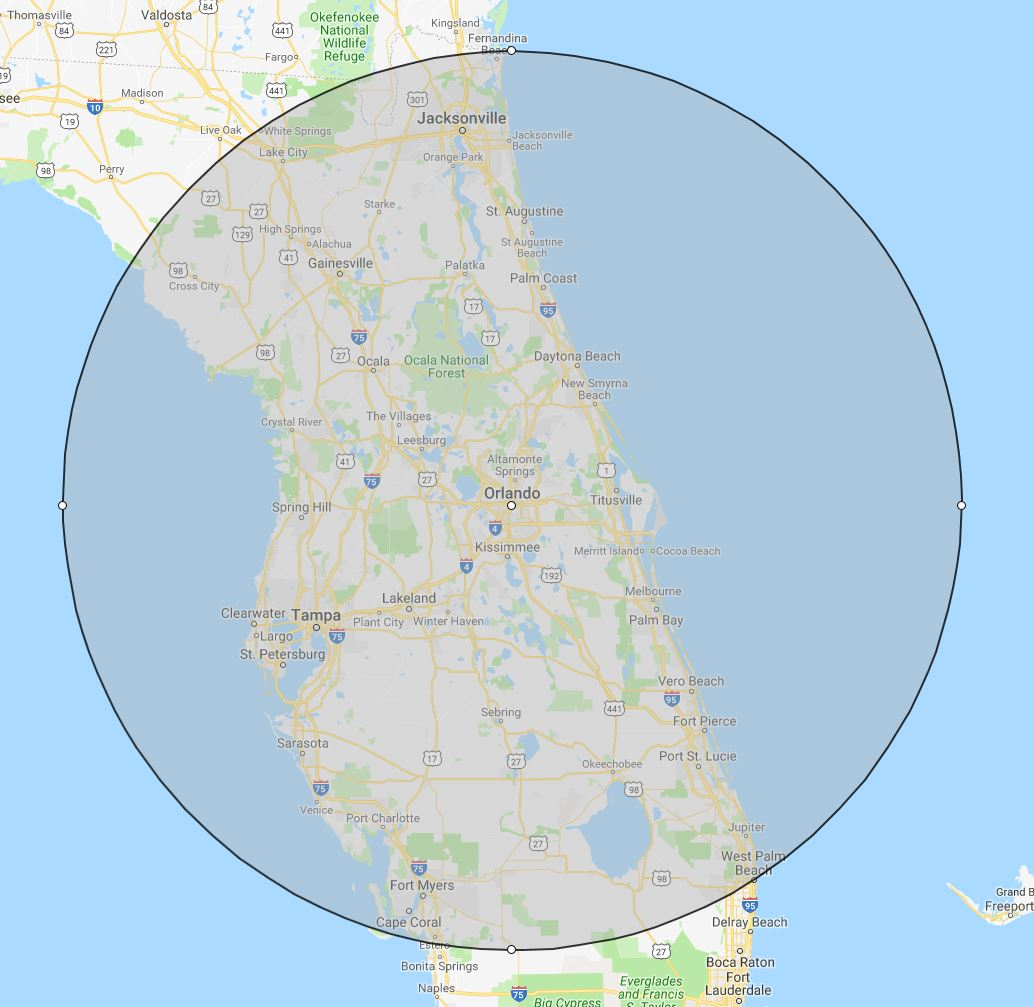 Thomasville
Valdosta
84
84
Okefenokee
National
Wildlife
Refuge
441
Kingsland
Fernandina
Beach
221
Fargo
19
see
Madison
10
441
301
Jacksonville
19
Live Oak
White Springs
Jacksonville
Beach
Lake City
Orange Park
98
Perry
27
27
Starke
St. Augustine
129
High Springs
Alachua
St Augustine
Beach
41
98
Cross City
Gainesville
Palatka
Palm Coast
17
95
75
17
98
27
Ocala
Ocala National
Forest
Daytona Beach
New Smyrna
Beach
Crystal River
The Villages
Leesburg
41
75
27
Altamonte
Springs
1
Orlando
Titusville
Spring Hill
4
Kissimmee
Merritt Island
Cocoa Beach
4
192
Melbourne
Lakeland
Clearwater
Tampa
Plant City
Winter Haven
Palm Bay
75
Largo
St. Petersburg
Vero Beach
95
441
Sebring
Fort Pierce
Sarasota
17
27
Okeechobee
Port St. Lucie
75
98
Venice
Port Charlotte
Jupiter
27
West Palm
Beach
75
98
Fort Myers
95
Grand B
Freeport
Cape Coral
Delray Beach
Estero
27
Bonita Springs
Boca Raton
Fort
Lauderdale
Naples
75
Big Cypress
Everglades
and Francis
S. Taylor